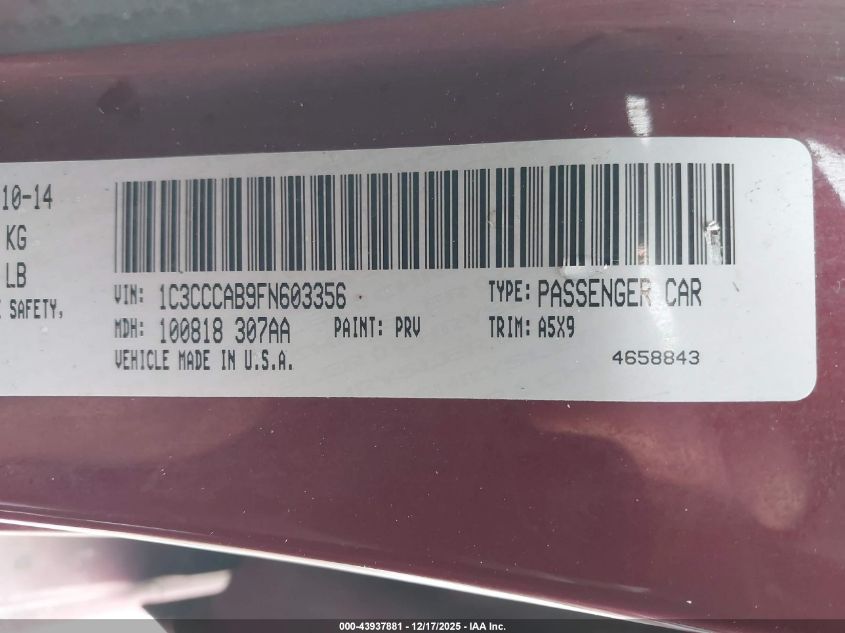 10-14
KG
LB
SAFETY,
VIN: 1C3CCCAB9FN603356 TYPE: PASSENGER CAR
MDH: 100818 307AA PAINT: PRV TRIM: A5X9
VEHICLE MADE IN U.S.A. 4658843
000-43937881 - 12/17/2025 - IAA Inc.